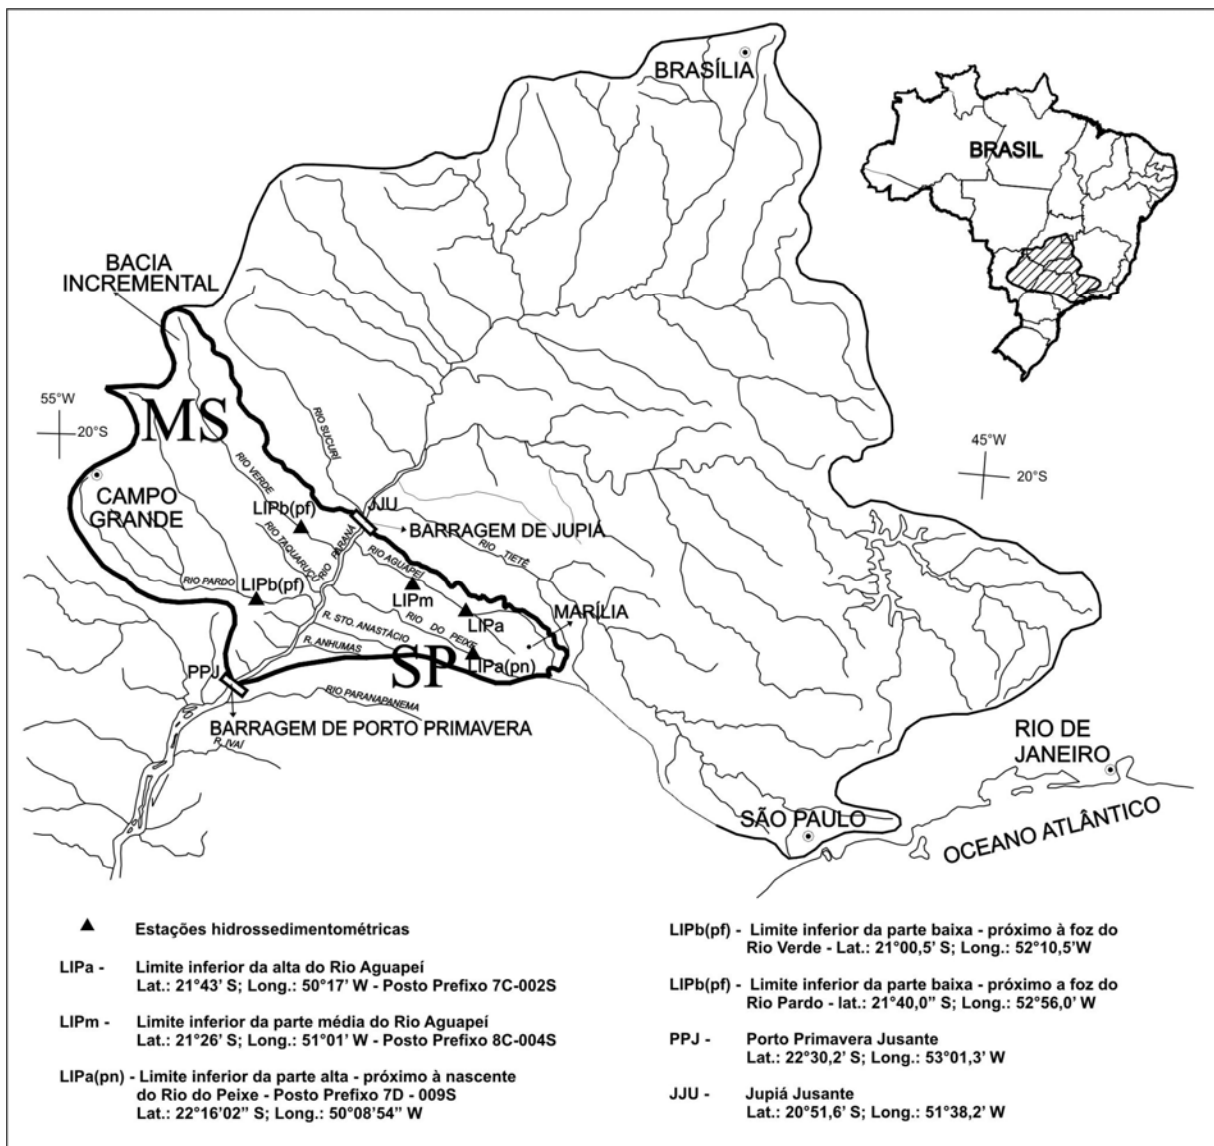 BRASÍLIA
BRASIL
BACIA
INCREMENTAL
55°W
20°S
MS
CAMPO
GRANDE
RIO SUCURÍ
RIO VERDE
LIPb(pf)
JJU
BARRAGEM DE JUPIÁ
45°W
20°S
RIO TAQUARUÇÚ
RIO PARANÁ
RIO AGUAPEÍ
RIO TIETÊ
RIO PARDO
LIPb(pf)
LIPm
LIPa
MARÍLIA
RIO DO PEIXE
R. STO. ANASTÁCIO
R. ANHUMAS
SP
LIPa(pn)
PPJ
RIO PARANAPANEMA
BARRAGEM DE PORTO PRIMAVERA
R. IVAÍ
RIO DE
JANEIRO
SÃO PAULO
OCEANO ATLÂNTICO
Estações hidrossedimentométricas
LIPa - Limite inferior da alta do Rio Aguapeí
Lat.: 21°43' S; Long.: 50°17' W - Posto Prefixo 7C-002S
LIPm - Limite inferior da parte média do Rio Aguapeí
Lat.: 21°26' S; Long.: 51°01' W - Posto Prefixo 8C-004S
LIPa(pn) - Limite inferior da parte alta - próximo à nascente
do Rio do Peixe - Posto Prefixo 7D - 009S
Lat.: 22°16'02" S; Long.: 50°08'54" W
LIPb(pf) - Limite inferior da parte baixa - próximo à foz do
Rio Verde - Lat.: 21°00,5' S; Long.: 52°10,5'W
LIPb(pf) - Limite inferior da parte baixa - próximo a foz do
Rio Pardo - lat.: 21°40,0" S; Long.: 52°56,0' W
PPJ - Porto Primavera Jusante
Lat.: 22°30,2' S; Long.: 53°01,3' W
JJU - Jupiá Jusante
Lat.: 20°51,6' S; Long.: 51°38,2' W